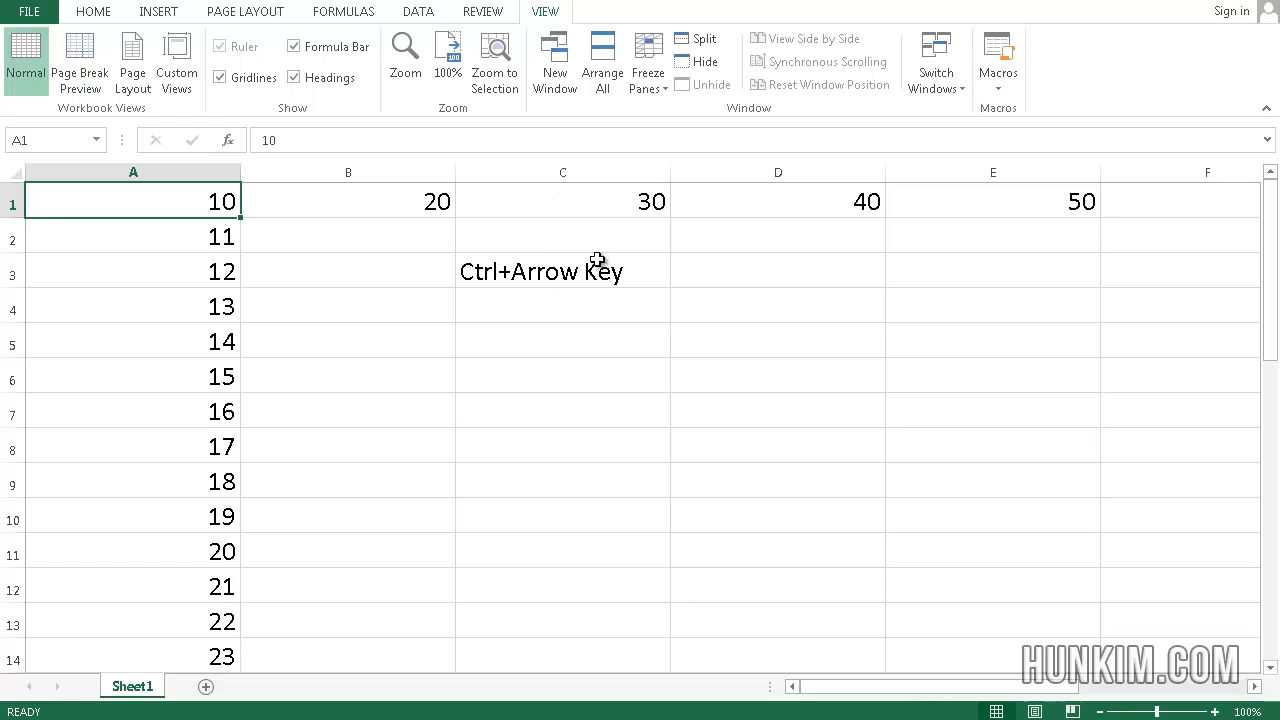 FILE HOME INSERT PAGE LAYOUT FORMULAS DATA REVIEW VIEW Sign in
Normal
Page Break
Preview
Page
Layout
Custom
Views
Workbook Views
Ruler
Formula Bar
Gridlines
Headings
Show
Zoom
100
100%
Zoom to
Selection
Zoom
New
Window
Arrange
All
Freeze
Panes
Split
Hide
Unhide
View Side by Side
Synchronous Scrolling
Reset Window Position
Window
Switch
Windows
Macros
Macros
A1 fx 10
A B C D E F
1 10 20 30 40 50
2 11
3 12 Ctrl+Arrow Key
4 13
5 14
6 15
7 16
8 17
9 18
10 19
11 20
12 21
13 22
14 23
HUNKIM.COM
Sheet1
READY 100%